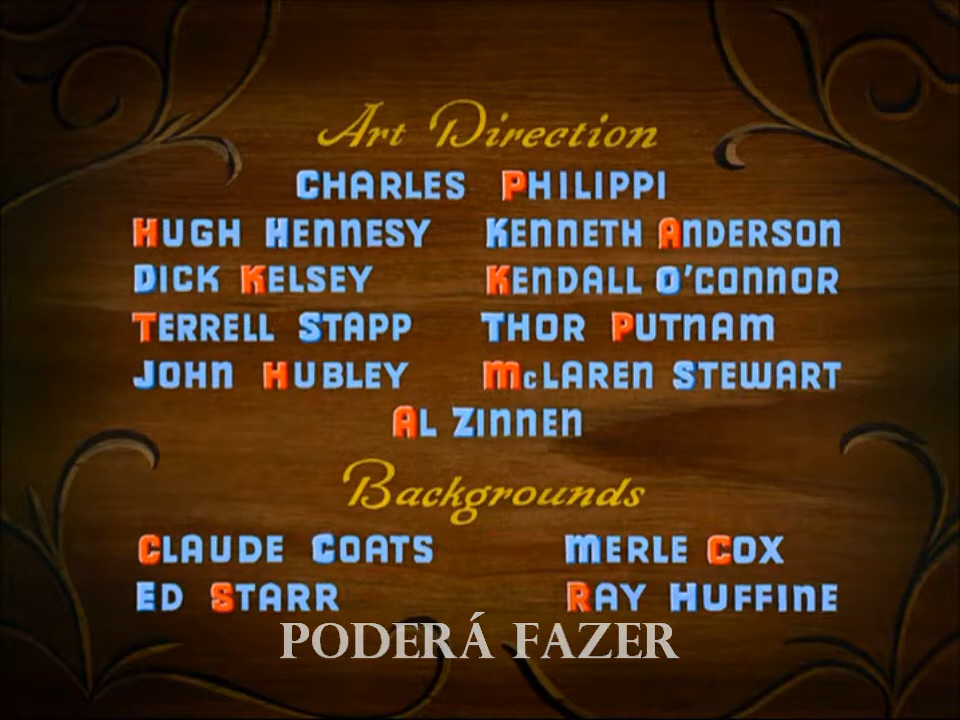 Art Direction
CHARLES PHILIPPI
HUGH HENNESY KENNETH ANDERSON
DICK KELSEY KENDALL O'CONNOR
TERRELL STAPP THOR PUTNAM
JOHN HUBLEY McLAREN STEWART
AL ZINNEN
Backgrounds
CLAUDE COATS MERLE COX
ED STARR RAY HUFFINE
PODERÁ FAZER